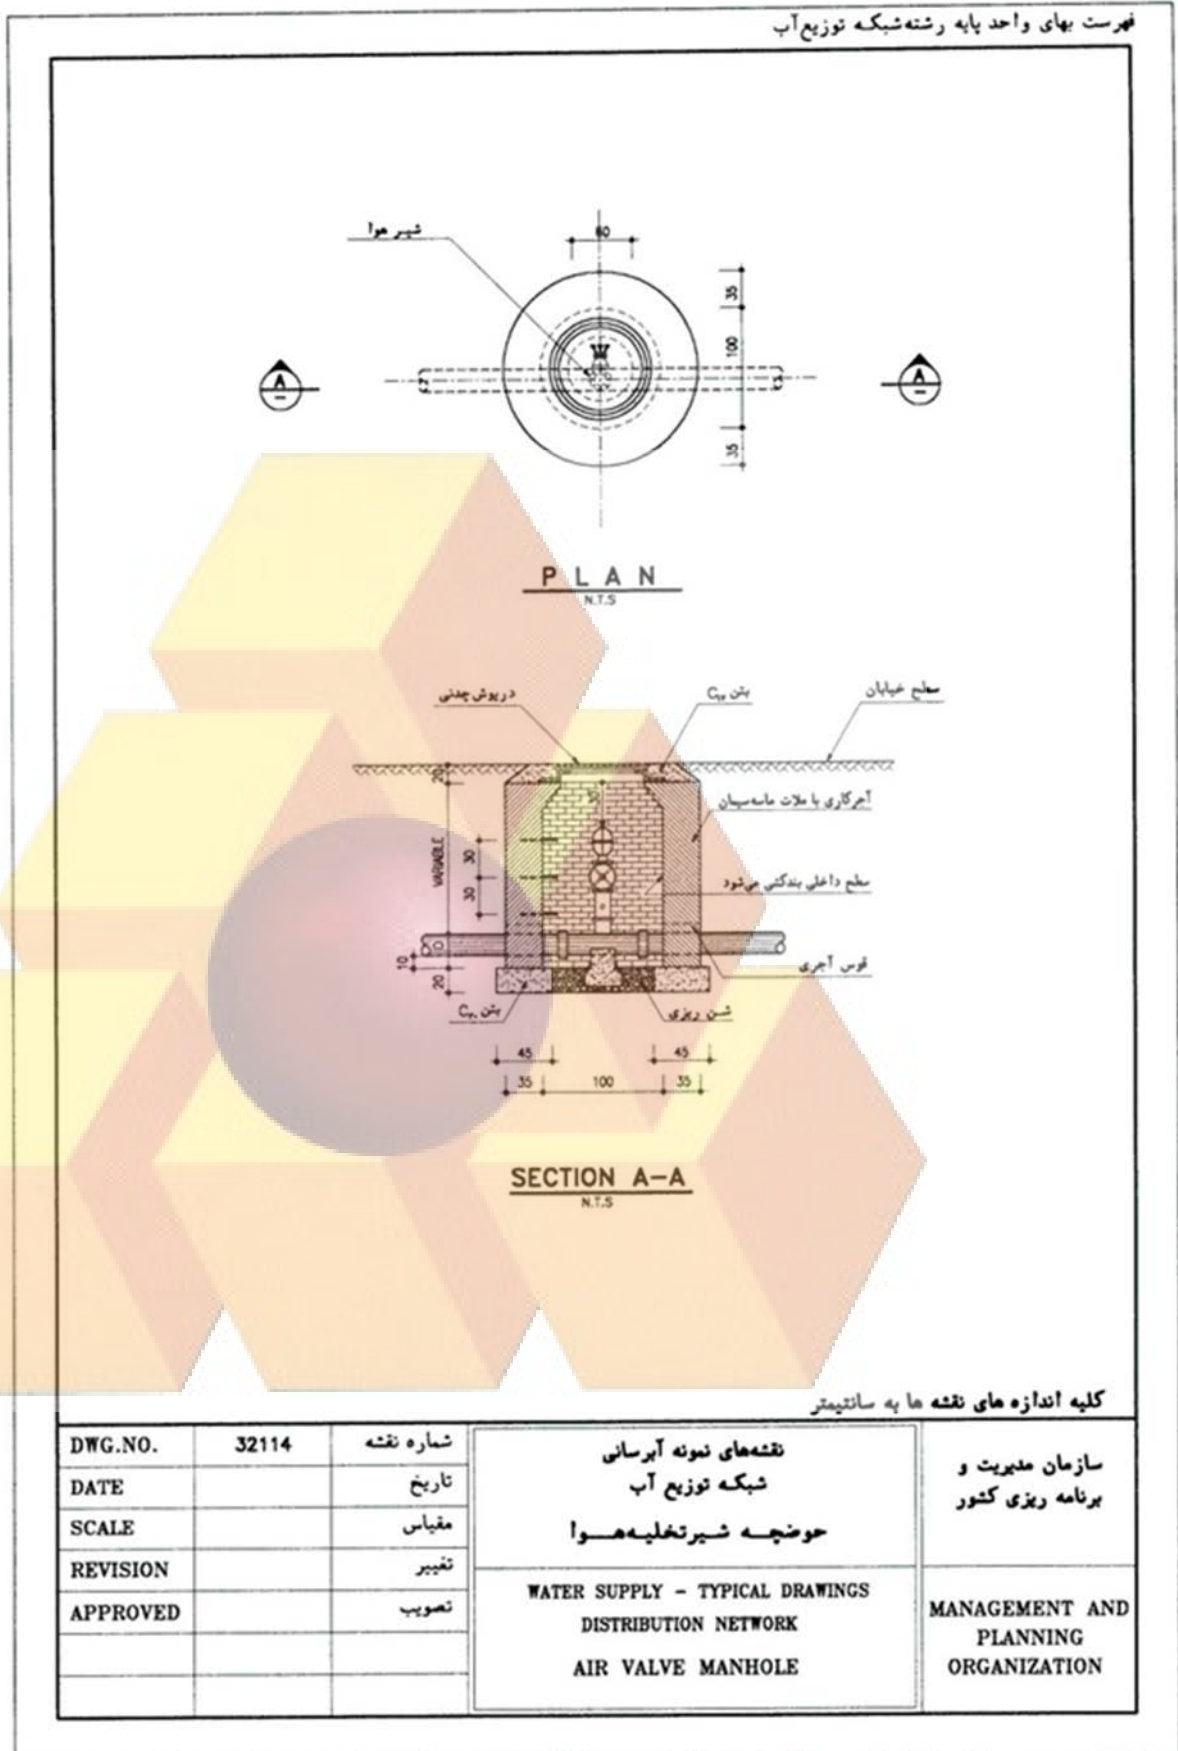 فهرست بهای واحد پایه رشته‌شبکه توزیع‌آب
شیر هوا
60
35
100
35
A
A
PLAN
N.T.S
دریوش چدنی
بتن
سطح خیابان
20
آجرکاری با ملات ماسه‌سیمان
VARIABLE
30
30
سطح داخلی بندکشی می‌شود
D
10
20
قوس آجری
بتن
شن ریزی
45
45
35
100
35
SECTION A-A
N.T.S
کلیه اندازه های نقشه ها به سانتیمتر
DWG.NO. 32114 شماره نقشه
DATE تاریخ
SCALE مقیاس
REVISION تغییر
APPROVED تصویب
نقشه‌های نمونه آبرسانی
شبکه توزیع آب
حوضچه شیرتخلیه‌هوا
WATER SUPPLY - TYPICAL DRAWINGS
DISTRIBUTION NETWORK
AIR VALVE MANHOLE
سازمان مدیریت و
برنامه ریزی کشور
MANAGEMENT AND
PLANNING
ORGANIZATION